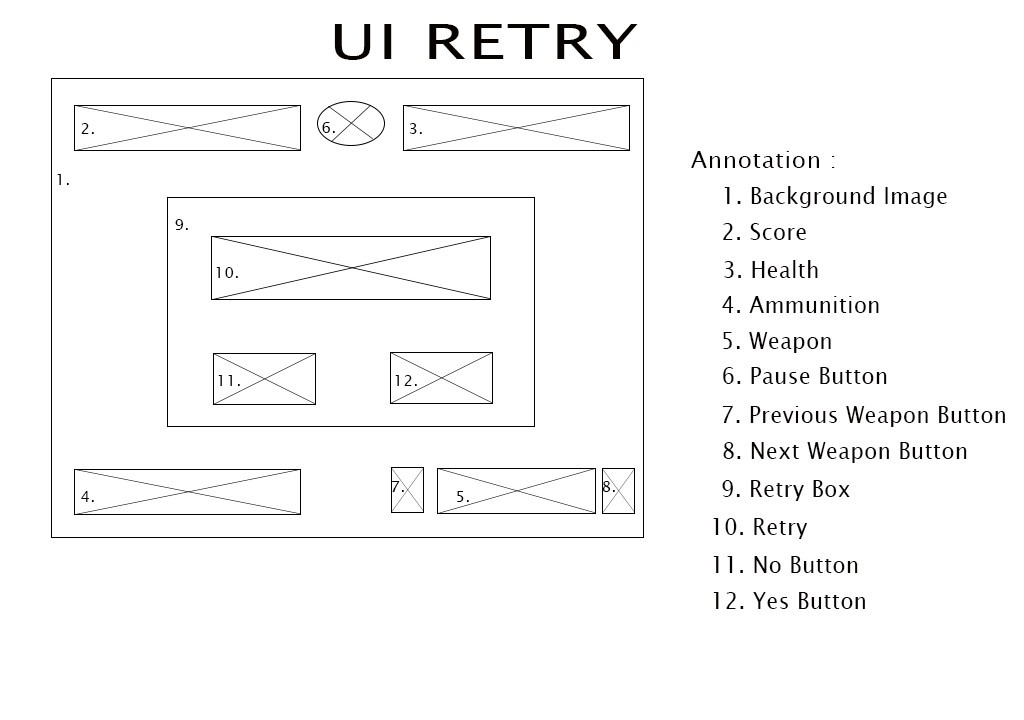 UI RETRY
2.
6.
3.
1.
9.
10.
11.
12.
4.
7.
5.
8.
Annotation :
1. Background Image
2. Score
3. Health
4. Ammunition
5. Weapon
6. Pause Button
7. Previous Weapon Button
8. Next Weapon Button
9. Retry Box
10. Retry
11. No Button
12. Yes Button